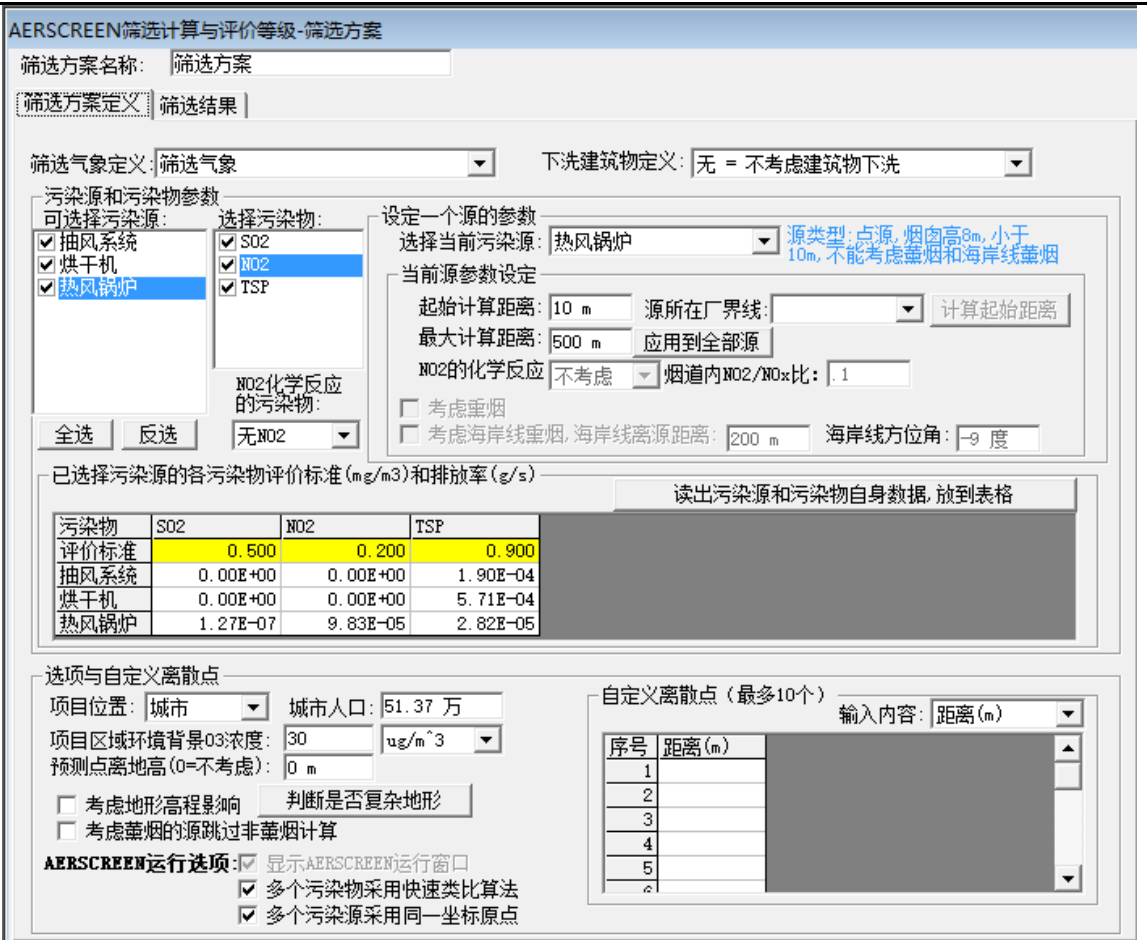 AERSCREEN筛选计算与评价等级-筛选方案
筛选方案名称: 筛选方案
筛选方案定义 筛选结果
筛选气象定义: 筛选气象 下洗建筑物定义: 无 = 不考虑建筑物下洗
污染源和污染物参数
可选择污染源: 选择污染物:
抽风系统 SO2
烘干机 NO2
热风锅炉 TSP
NO2化学反应
的污染物:
全选 反选 无NO2
设定一个源的参数
选择当前污染源: 热风锅炉 源类型:点源,烟囱高8m,小于
10m,不能考虑薰烟和海岸线薰烟
当前源参数设定
起始计算距离: 10 m 源所在厂界线: 计算起始距离
最大计算距离: 500 m 应用到全部源
NO2的化学反应 不考虑 烟道内NO2/NOx比: .1
考虑重烟
考虑海岸线重烟,海岸线离源距离: 200 m 海岸线方位角: -9 度
已选择污染源的各污染物评价标准(mg/m3)和排放率(g/s)
读出污染源和污染物自身数据,放到表格
污染物 SO2 NO2 TSP
评价标准 0.500 0.200 0.900
抽风系统 0.00E+00 0.00E+00 1.90E-04
烘干机 0.00E+00 0.00E+00 5.71E-04
热风锅炉 1.27E-07 9.83E-05 2.82E-05
选项与自定义离散点
项目位置: 城市 城市人口: 51.37 万
项目区域环境背景O3浓度: 30 ug/m^3
预测点离地高(0=不考虑): 0 m
考虑地形高程影响 判断是否复杂地形
考虑薰烟的源跳过非薰烟计算
AERSCREEN运行选项: 显示AERSCREEN运行窗口
多个污染物采用快速类比算法
多个污染源采用同一坐标原点
自定义离散点(最多10个)
输入内容: 距离(m)
序号 距离(m)
1
2
3
4
5